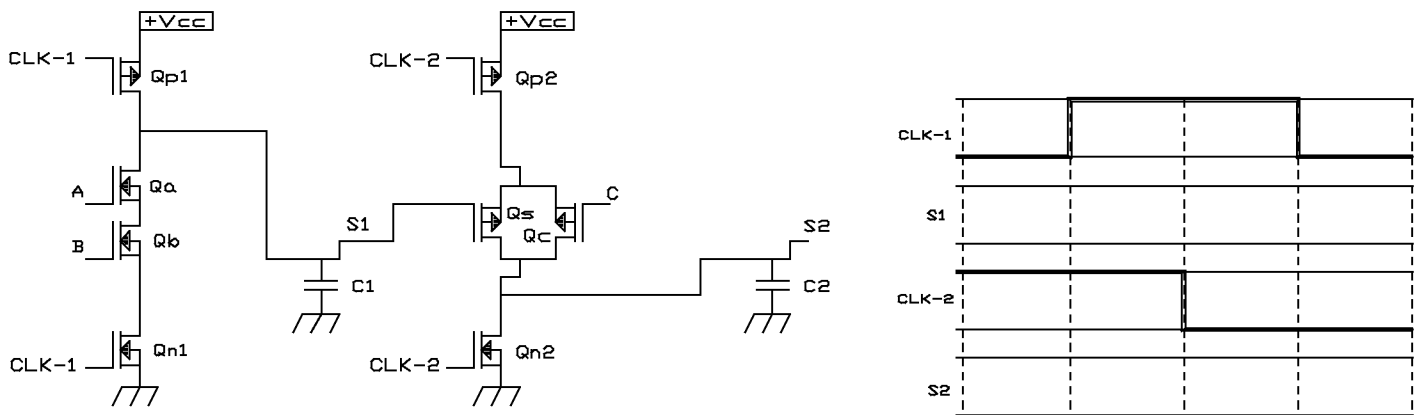 +Vcc
+Vcc
CLK-1
Qp1
CLK-2
Qp2
CLK-1
A
Qa
Qs
C
S1
B
Qb
Qc
S1
S2
C1
C2
CLK-2
CLK-1
Qn1
CLK-2
Qn2
S2